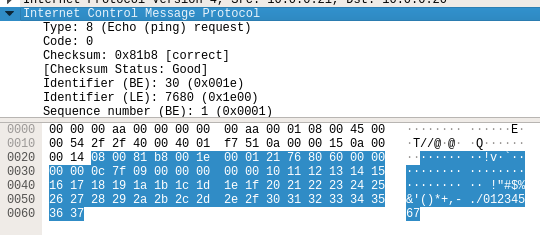 Internet Protocol Version 4, Src: 10.0.0.21, Dst: 10.0.0.20
Internet Control Message Protocol
Type: 8 (Echo (ping) request)
Code: 0
Checksum: 0x81b8 [correct]
[Checksum Status: Good]
Identifier (BE): 30 (0x001e)
Identifier (LE): 7680 (0x1e00)
Sequence number (BE): 1 (0x0001)
0000 00 00 00 aa 00 00 00 00 00 aa 00 01 08 00 45 00 ········ ······E·
0010 00 54 2f 2f 40 00 40 01 f7 51 0a 00 00 15 0a 00 ·T//@·@· ·Q······
0020 00 14 08 00 81 b8 00 1e 00 01 21 76 80 60 00 00 ········ ··!v·`··
0030 00 00 0c 7f 09 00 00 00 00 00 10 11 12 13 14 15 ········ ········
0040 16 17 18 19 1a 1b 1c 1d 1e 1f 20 21 22 23 24 25 ········ ·· !"#$%
0050 26 27 28 29 2a 2b 2c 2d 2e 2f 30 31 32 33 34 35 &'()*+,- ./012345
0060 36 37 67